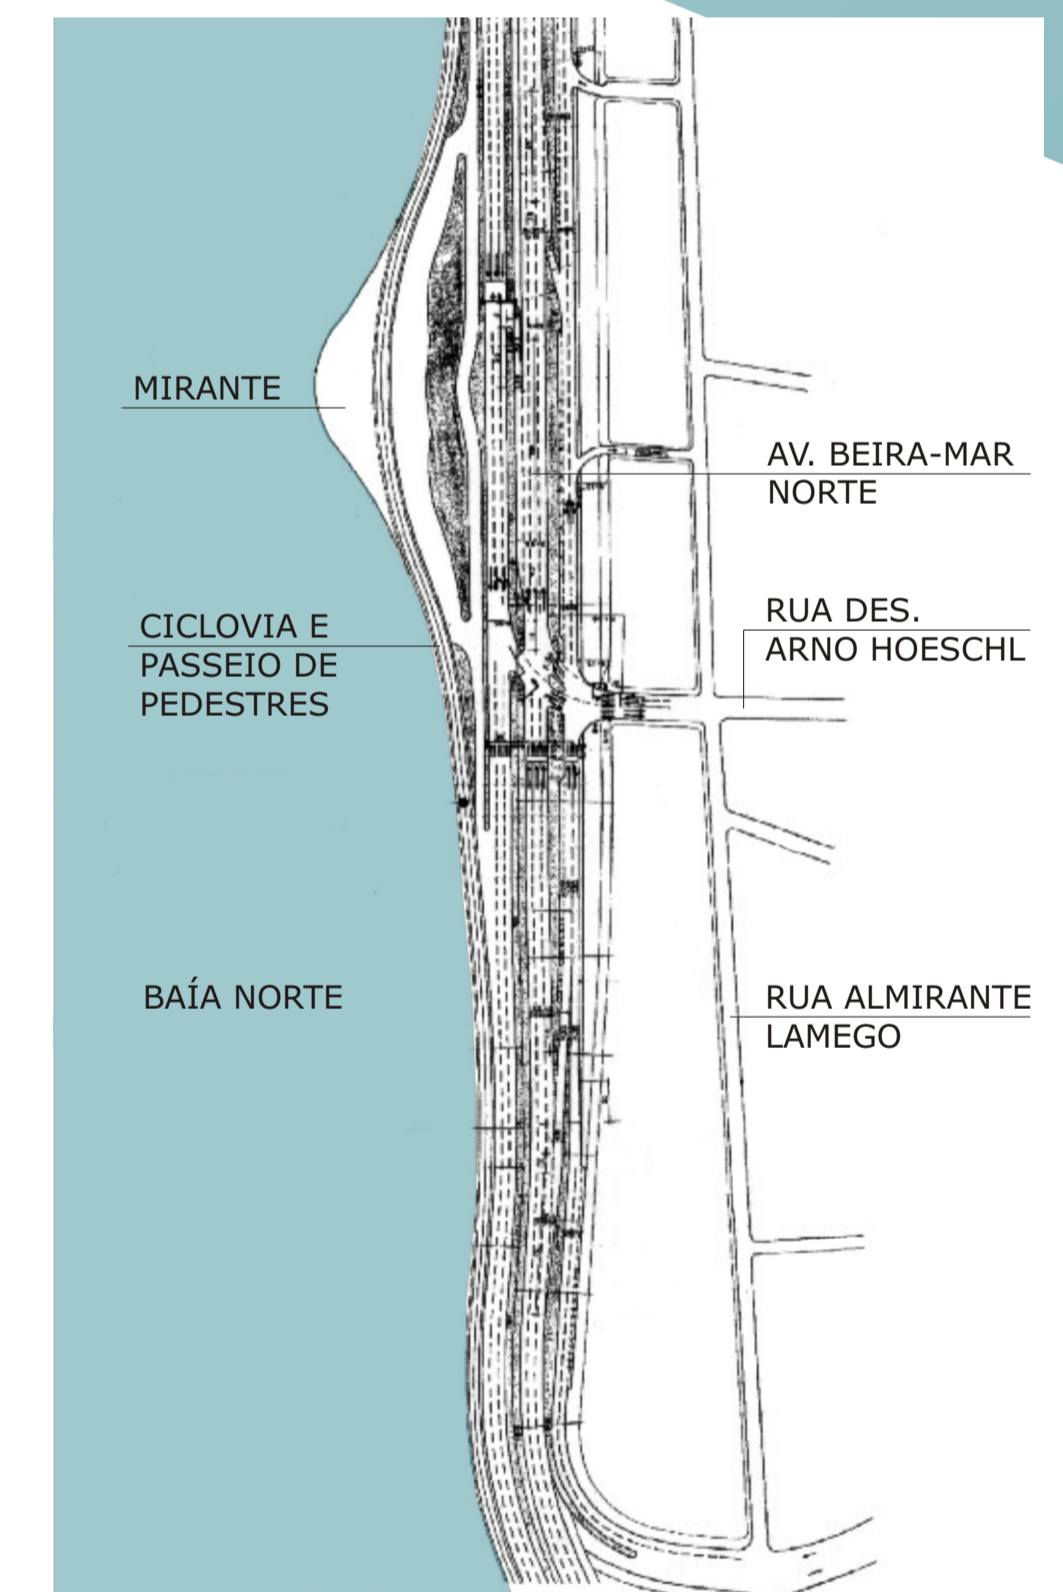 MIRANTE
AV. BEIRA-MAR
NORTE
RUA DES.
ARNO HOESCHL
CICLOVIA E
PASSEIO DE
PEDESTRES
BAÍA NORTE
RUA ALMIRANTE
LAMEGO